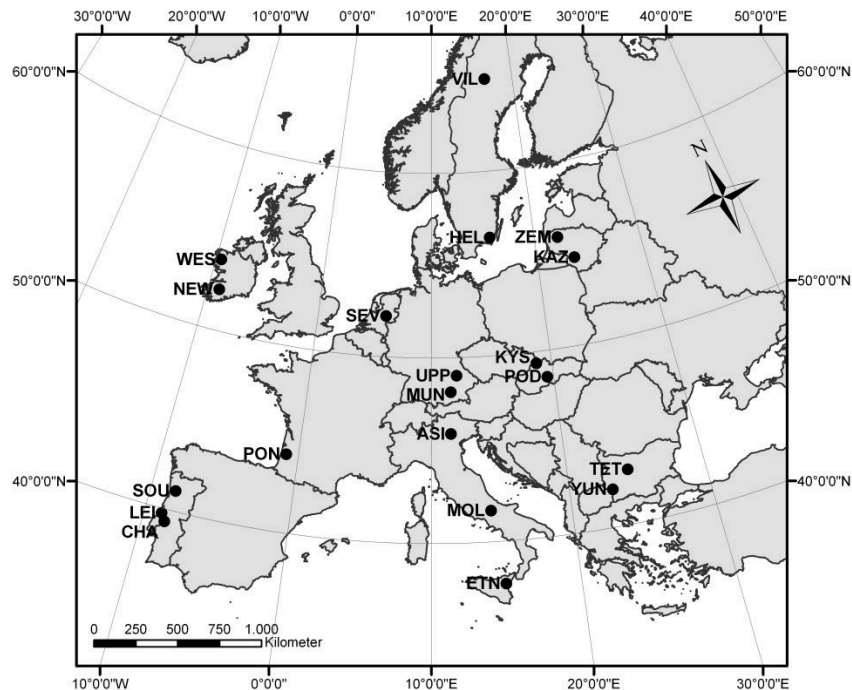 30°0'0"W 20°0'0"W 10°0'0"W 0°0'0" 10°0'0"E 20°0'0"E 30°0'0"E 40°0'0"E 50°0'0"E
60°0'0"N 60°0'0"N
VIL
N
HEL ZEM
WES KAZ
NEW
50°0'0"N 50°0'0"N
SEV
KYS
UPP POD
MUN
ASI
PON
TET
40°0'0"N SOU YUN 40°0'0"N
LEI MOL
CHA
ETN
0 250 500 750 1.000
Kilometer
10°0'0"W 0°0'0" 10°0'0"E 20°0'0"E 30°0'0"E